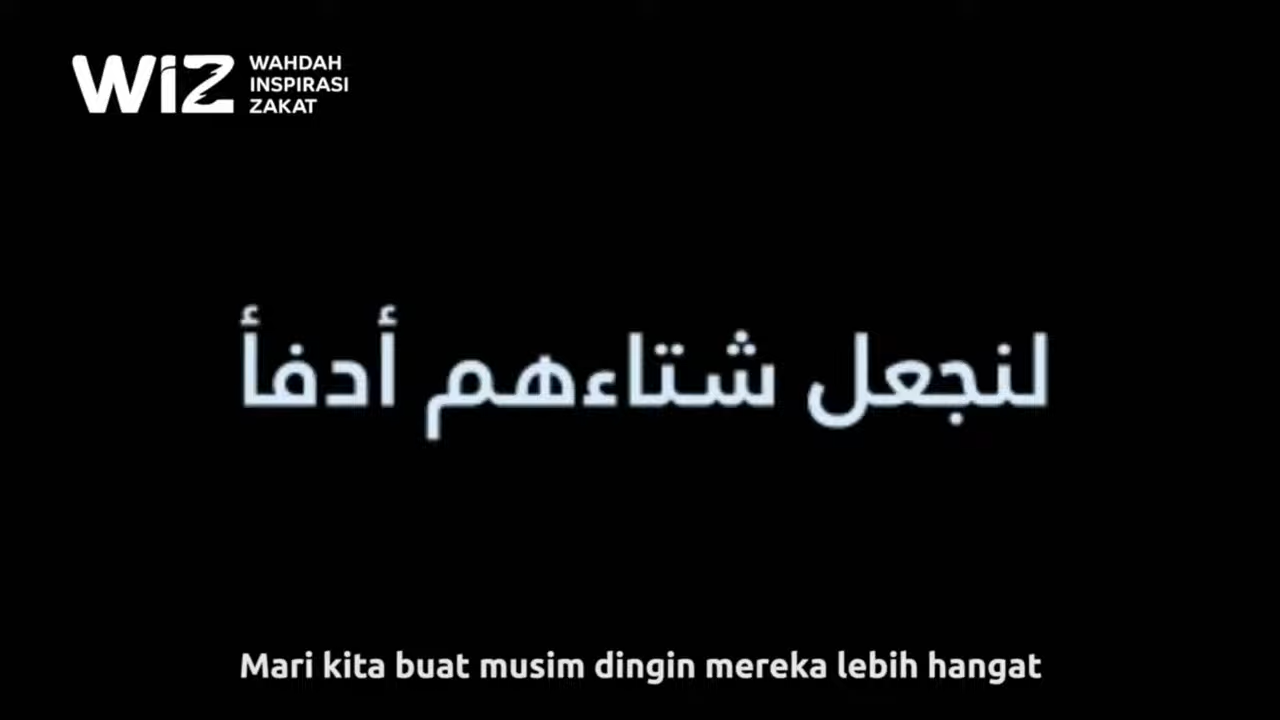 WIZ
WAHDAH
INSPIRASI
ZAKAT
لنجعل شتاءهم أدفأ
Mari kita buat musim dingin mereka lebih hangat